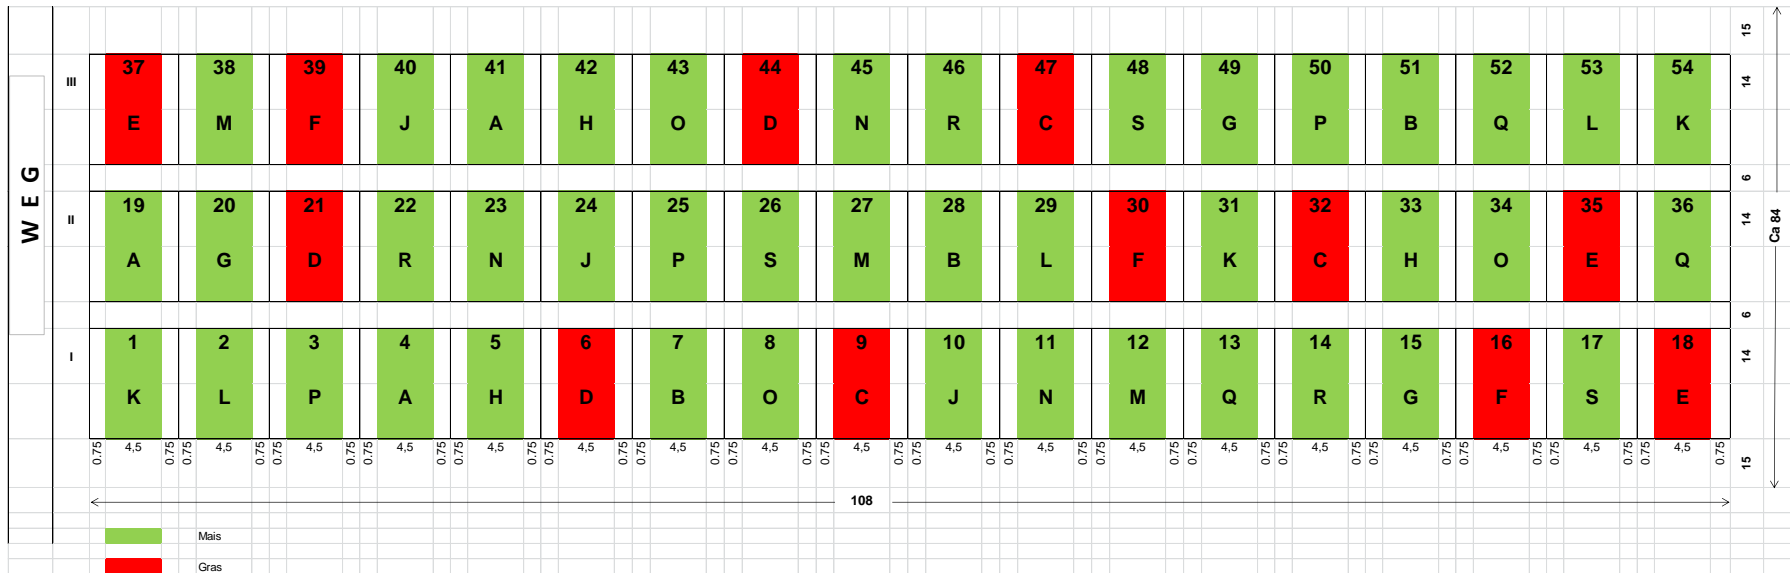 15
37 38 39 40 41 42 43 44 45 46 47 48 49 50 51 52 53 54
III 14
E M F J A H O D N R C S G P B Q L K
6
WEG
19 20 21 22 23 24 25 26 27 28 29 30 31 32 33 34 35 36
II 14 Ca 84
A G D R N J P S M B L F K C H O E Q
6
1 2 3 4 5 6 7 8 9 10 11 12 13 14 15 16 17 18
I 14
K L P A H D B O C J N M Q R G F S E
0.75 4,5 0.75 0.75 4,5 0.75 0.75 4,5 0.75 0.75 4,5 0.75 0.75 4,5 0.75 0.75 4,5 0.75 0.75 4,5 0.75 0.75 4,5 0.75 0.75 4,5 0.75 0.75 4,5 0.75 0.75 4,5 0.75 0.75 4,5 0.75 0.75 4,5 0.75 0.75 4,5 0.75 0.75 4,5 0.75 0.75 4,5 0.75 0.75 4,5 0.75 0.75 4,5 0.75
15
108
Mais
Gras